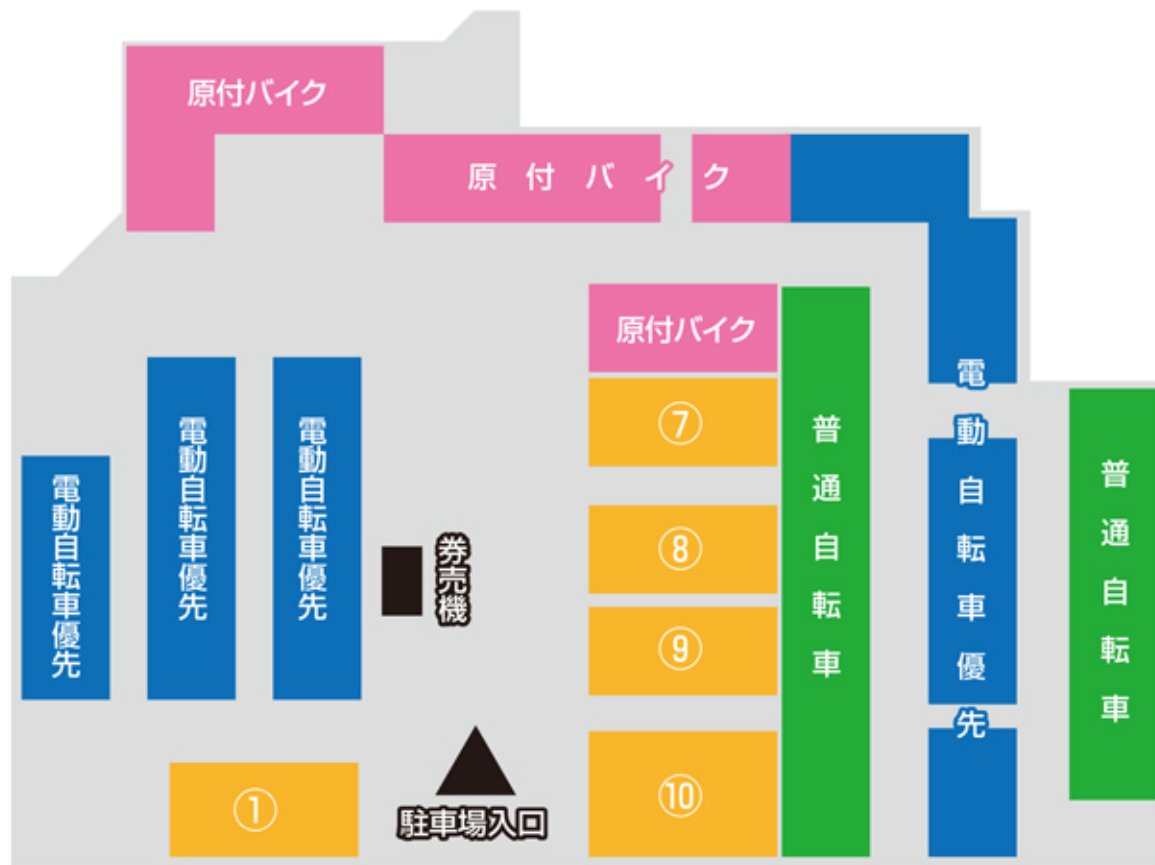 原付バイク
原付バイク
原付バイク
⑦
普通自転車
電動自転車優先
普通自転車
電動自転車優先
電動自転車優先
電動自転車優先
券売機
⑧
⑨
①
駐車場入口
⑩